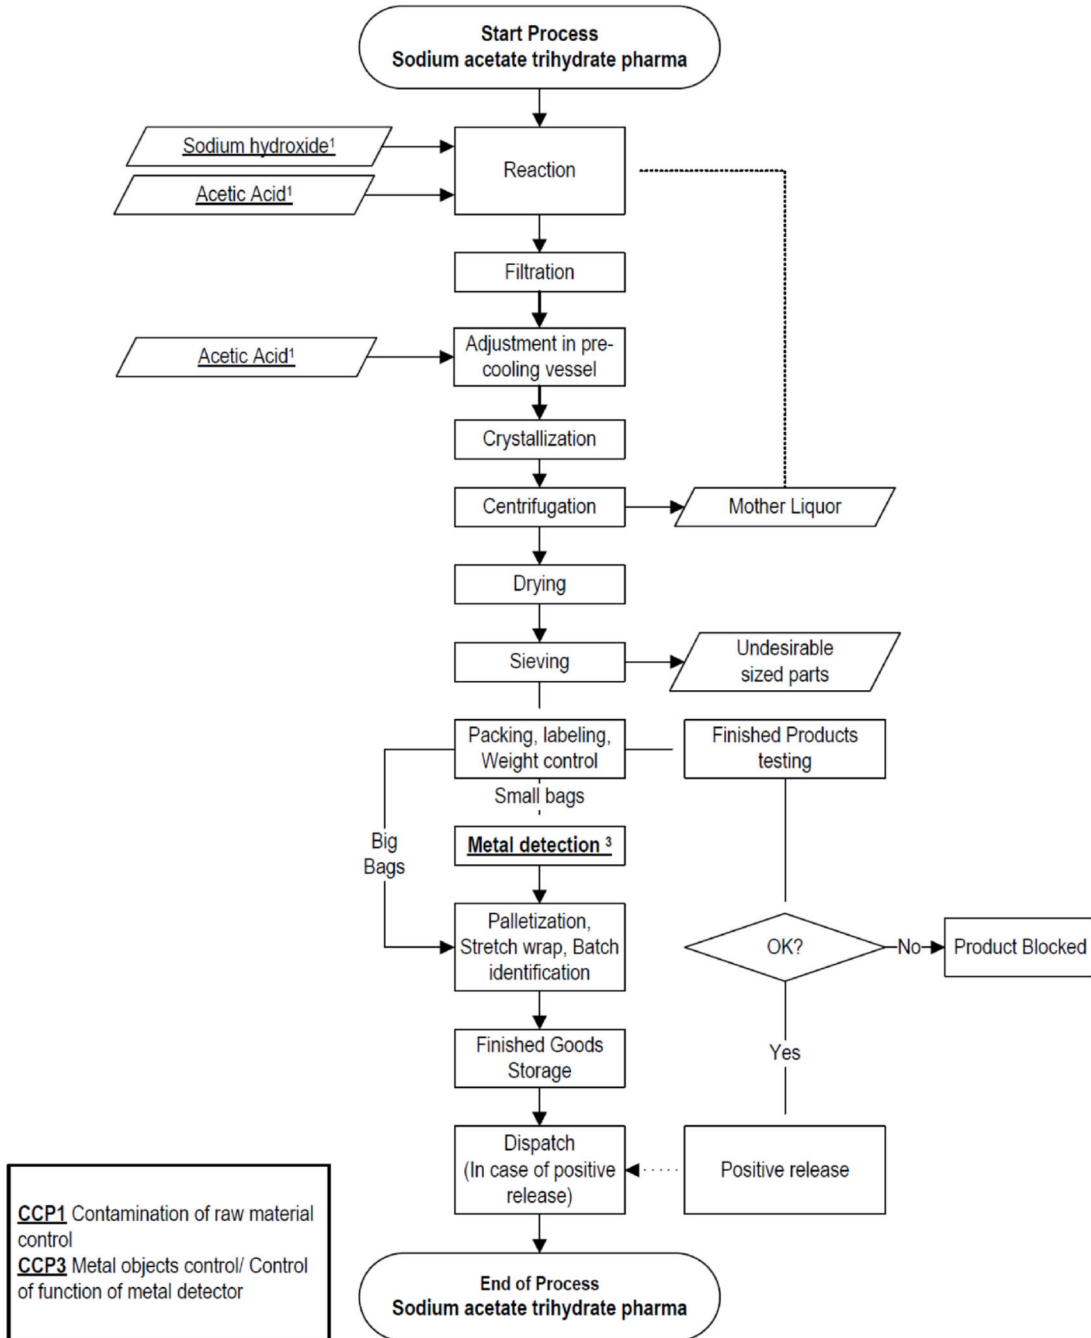 Start Process
Sodium acetate trihydrate pharma
Sodium hydroxide¹
Acetic Acid¹
Reaction
Filtration
Acetic Acid¹
Adjustment in pre-
cooling vessel
Crystallization
Centrifugation
Mother Liquor
Drying
Sieving
Undesirable
sized parts
Packing, labeling,
Weight control
Finished Products
testing
Small bags
Big
Bags
Metal detection ³
Palletization,
Stretch wrap, Batch
identification
OK?
No
Product Blocked
Yes
Finished Goods
Storage
Dispatch
(In case of positive
release)
Positive release
CCP1 Contamination of raw material
control
CCP3 Metal objects control/ Control
of function of metal detector
End of Process
Sodium acetate trihydrate pharma